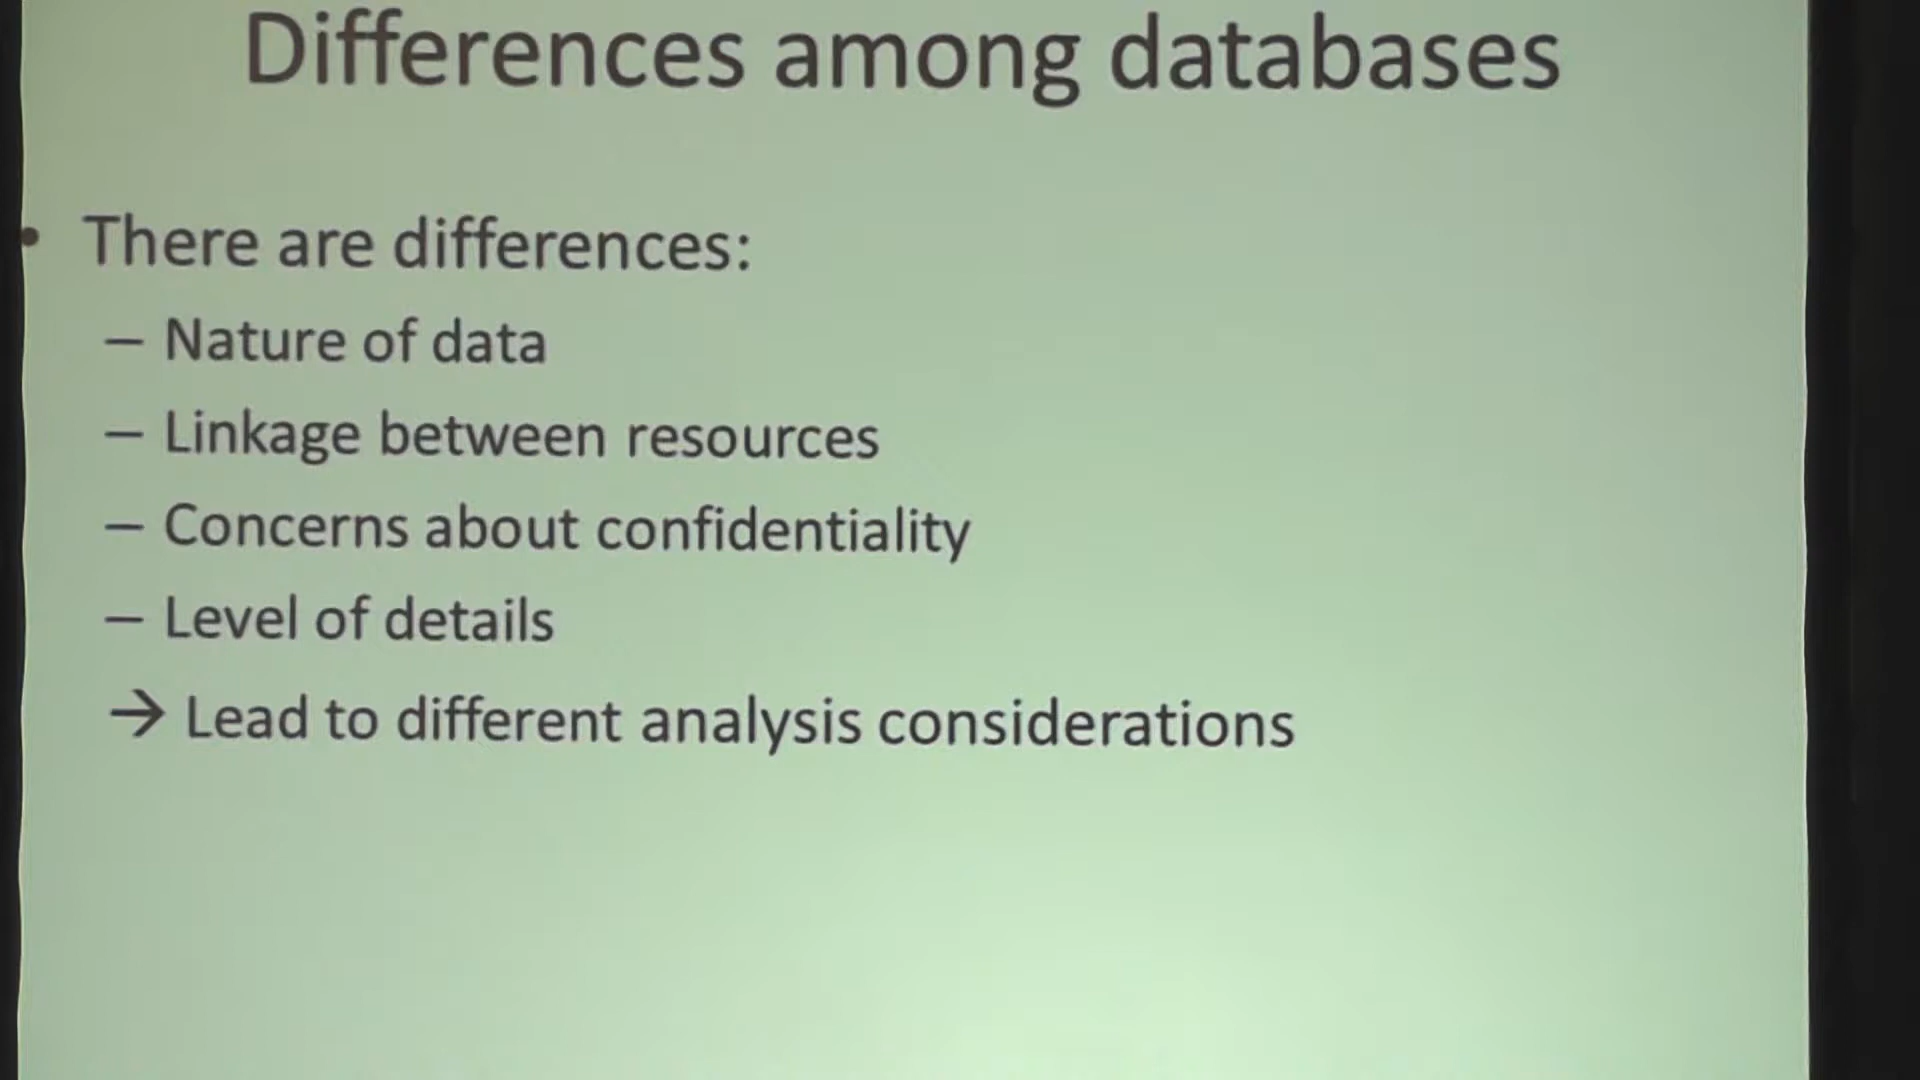 Differences among databases
• There are differences:
– Nature of data
– Linkage between resources
– Concerns about confidentiality
– Level of details
→ Lead to different analysis considerations